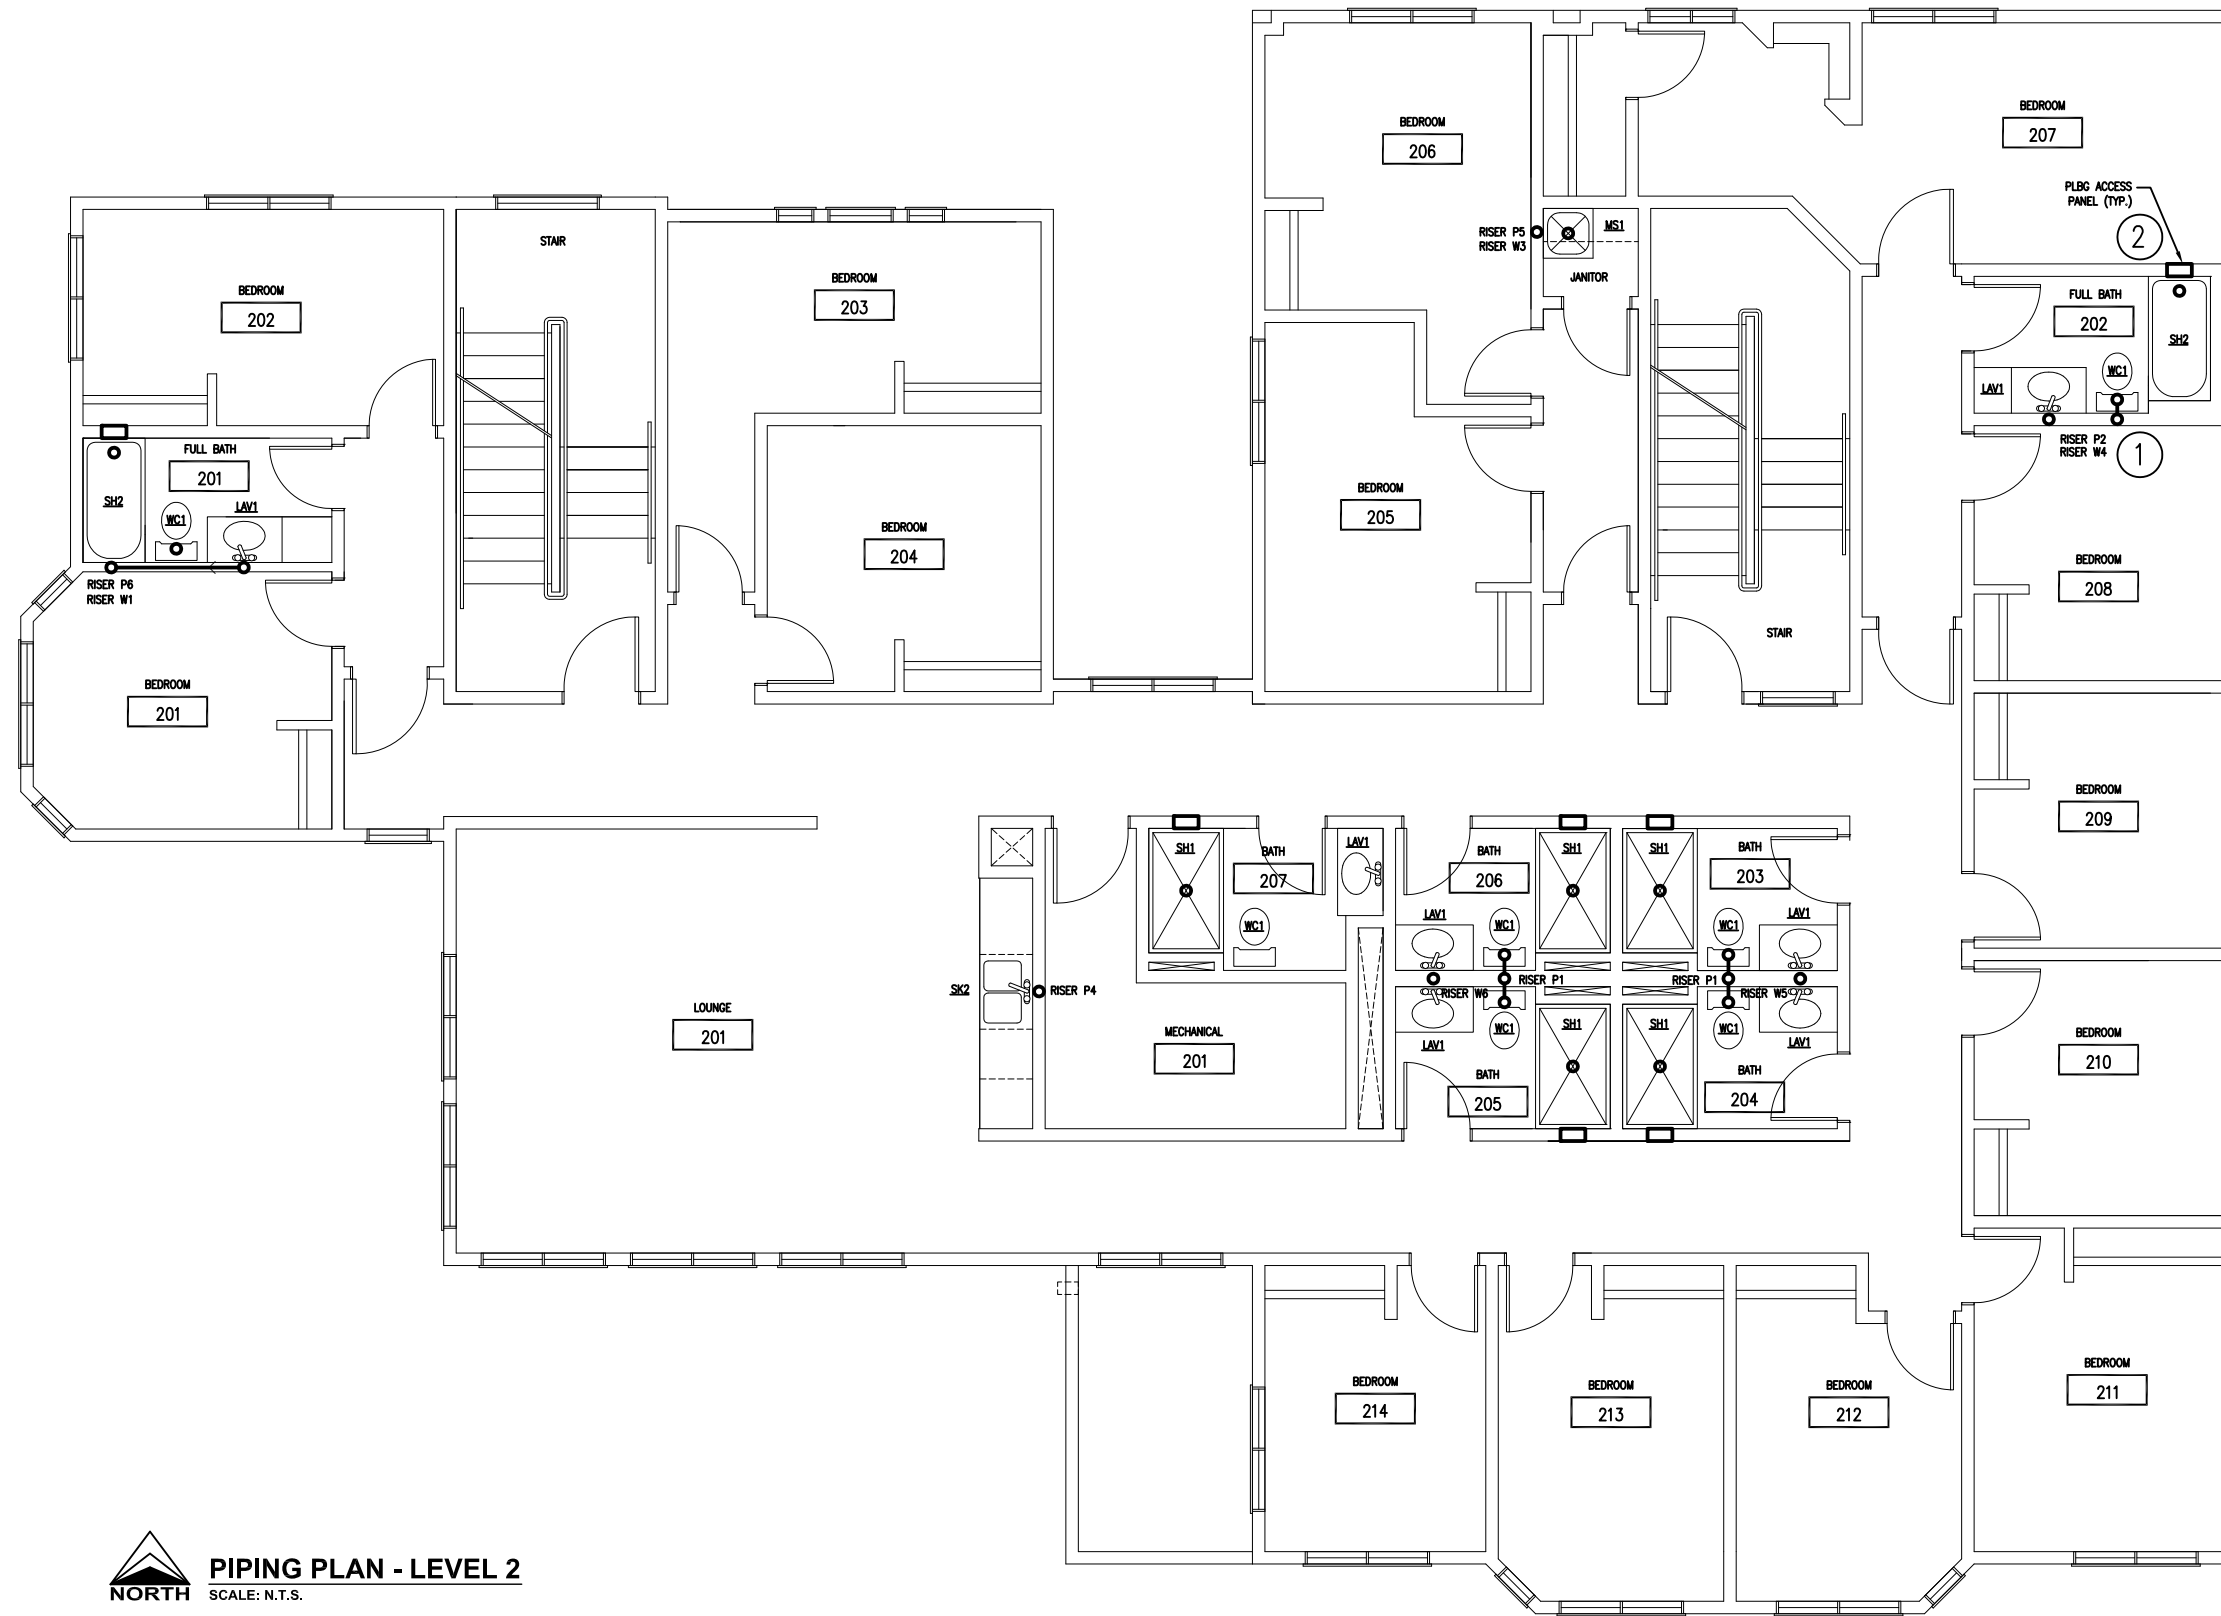 BEDROOM
207
BEDROOM
206
PLBG ACCESS
PANEL (TYP.)
2
RISER P5
RISER W3
MS1
JANITOR
STAIR
BEDROOM
202
BEDROOM
203
FULL BATH
202
SH2
WC1
LAV1
RISER P2
RISER W4
1
FULL BATH
201
SH2
WC1
LAV1
RISER P6
RISER W1
BEDROOM
205
BEDROOM
204
BEDROOM
208
STAIR
BEDROOM
201
BEDROOM
209
SH1
BATH
207
LAV1
WC1
BATH
206
SH1
LAV1
WC1
SH1
BATH
203
WC1
LAV1
SK2
RISER P4
RISER P1
RISER W6
RISER P1
RISER W5
LOUNGE
201
MECHANICAL
201
WC1
SH1
LAV1
BATH
205
SH1
WC1
LAV1
BATH
204
BEDROOM
210
BEDROOM
214
BEDROOM
213
BEDROOM
212
BEDROOM
211
NORTH
PIPING PLAN - LEVEL 2
SCALE: N.T.S.